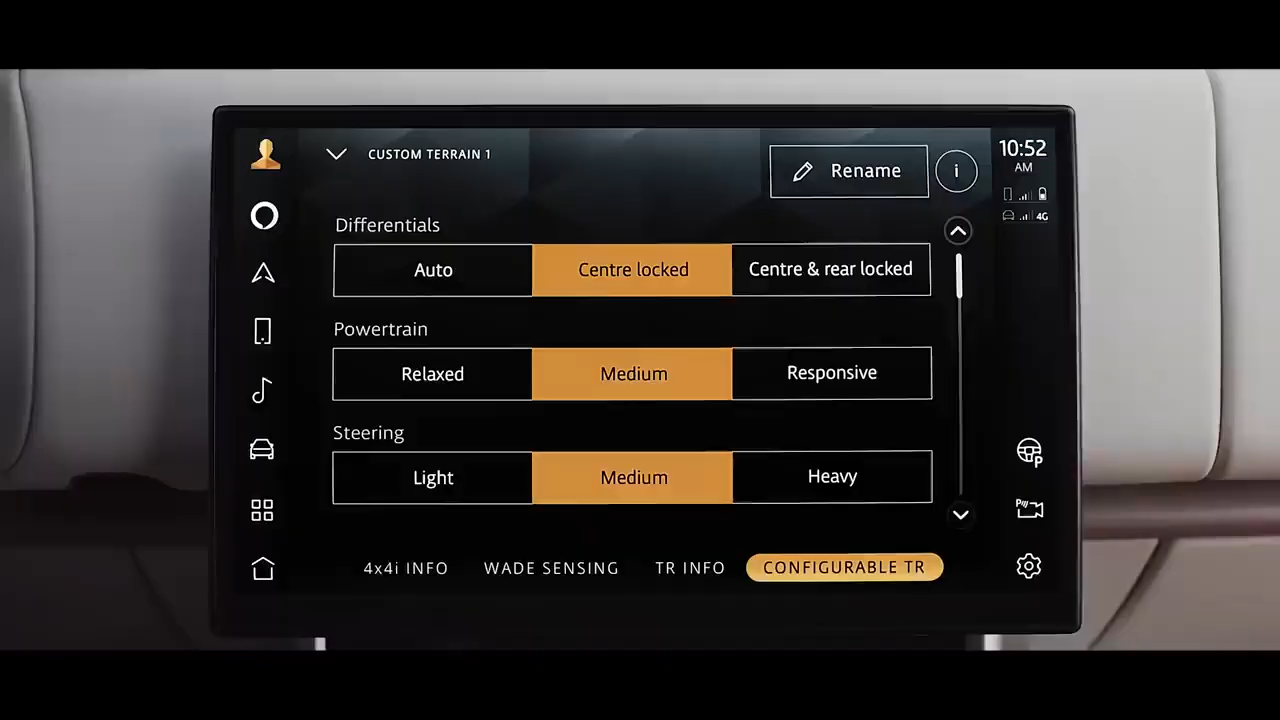 CUSTOM TERRAIN 1
Rename
i
10:52
AM
4G
Differentials
Auto
Centre locked
Centre & rear locked
Powertrain
Relaxed
Medium
Responsive
Steering
Light
Medium
Heavy
P
4x4i INFO
WADE SENSING
TR INFO
CONFIGURABLE TR